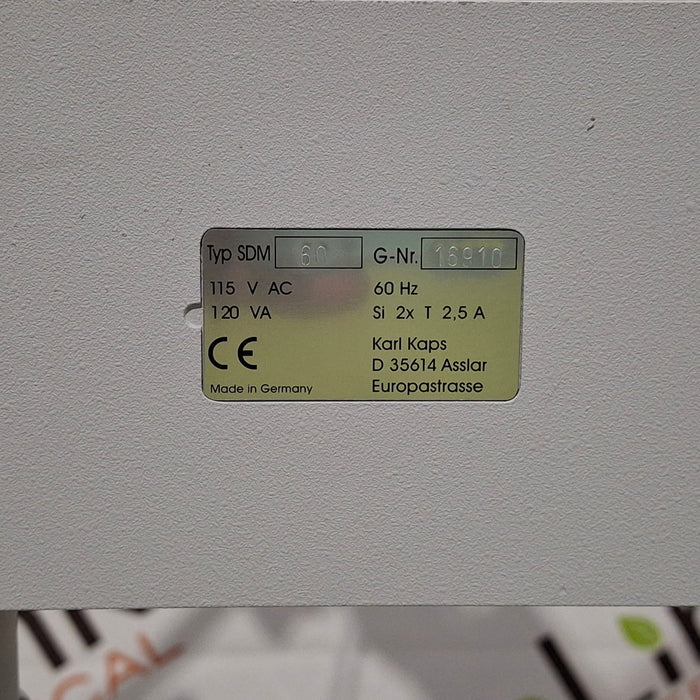 Typ SDM 60 G-Nr. 16910
115 V AC 60 Hz
120 VA Si 2x T 2,5 A
CE Karl Kaps
D 35614 Asslar
Made in Germany Europastrasse
CAL